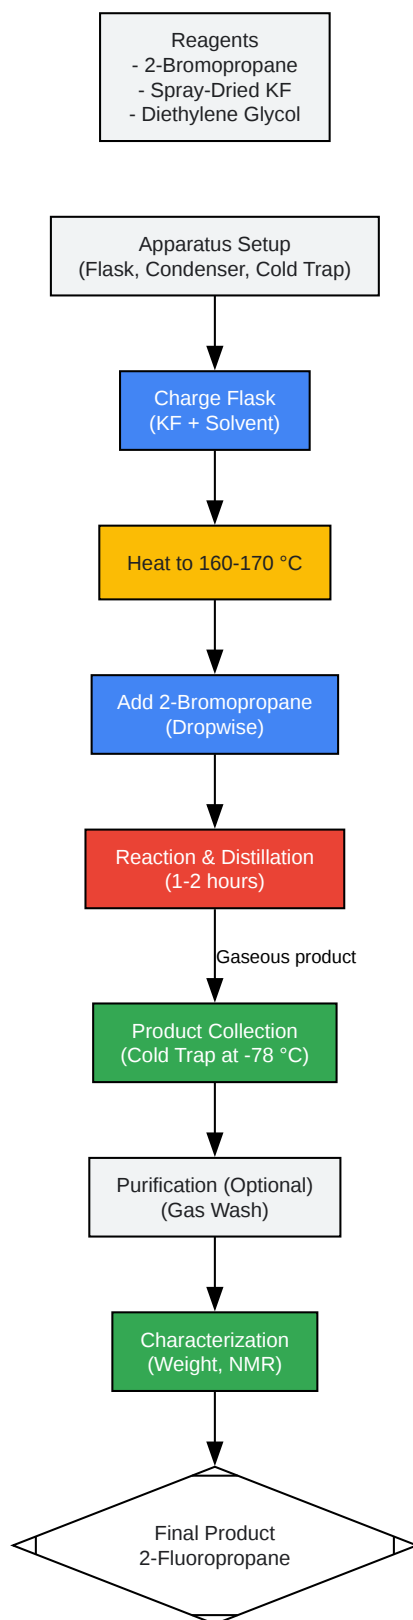 Reagents
- 2-Bromopropane
- Spray-Dried KF
- Diethylene Glycol
Apparatus Setup
(Flask, Condenser, Cold Trap)
Charge Flask
(KF + Solvent)
Heat to 160-170 °C
Add 2-Bromopropane
(Dropwise)
Reaction & Distillation
(1-2 hours)
Gaseous product
Product Collection
(Cold Trap at -78 °C)
Purification (Optional)
(Gas Wash)
Characterization
(Weight, NMR)
Final Product
2-Fluoropropane